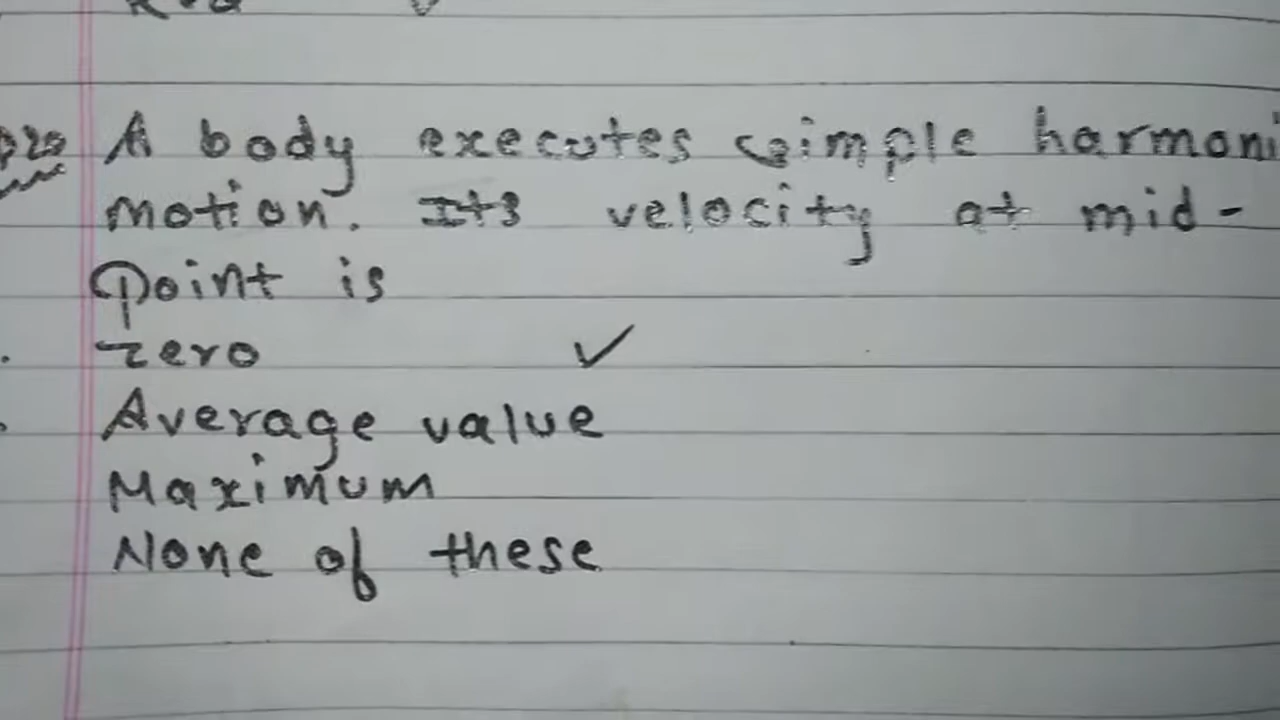 A body executes simple harmoni
motion. Its velocity at mid-
Point is
zero ✓
Average value
Maximum
None of these